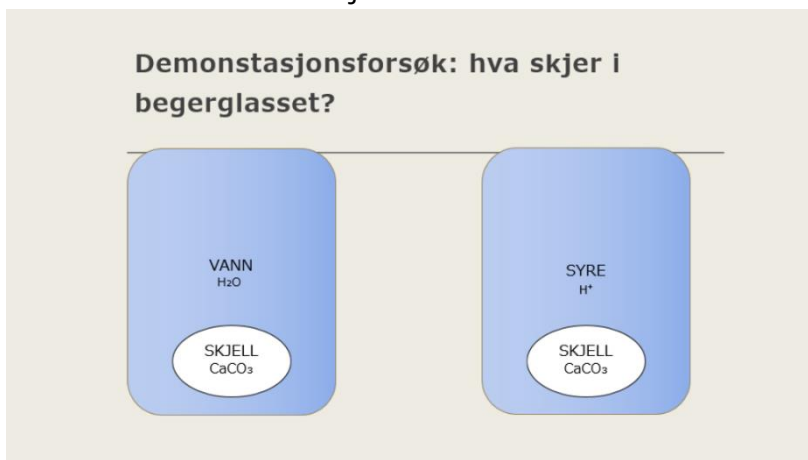 Demonstasjonsforsøk: hva skjer i
begerglasset?
VANN
H₂O
SKJELL
CaCO₃
SYRE
H⁺
SKJELL
CaCO₃